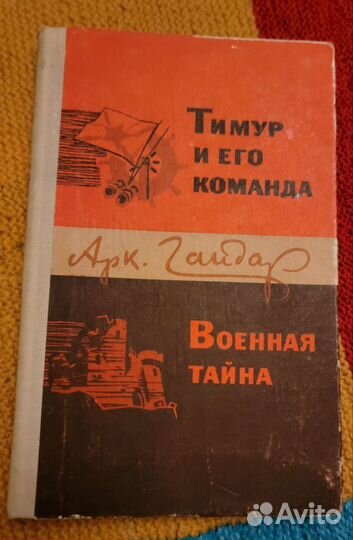 Тимур
и его
команда
Арк. Гайдар
Военная
тайна
Avito